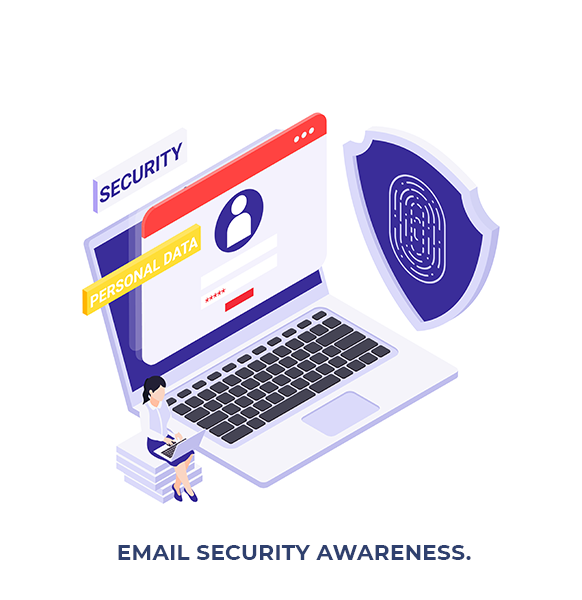 SECURITY
PERSONAL DATA
*****
EMAIL SECURITY AWARENESS.